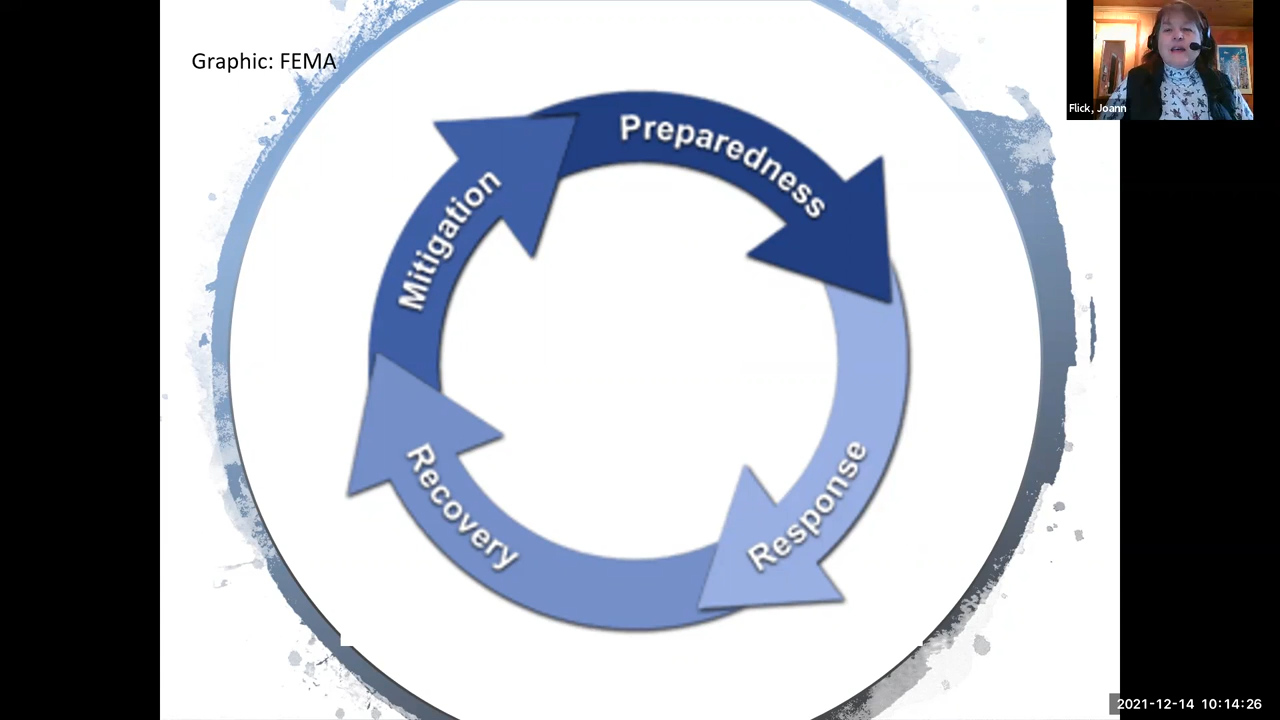 Graphic: FEMA
Flick, Joann
Preparedness
Mitigation
Response
Recovery
2021-12-14 10:14:26